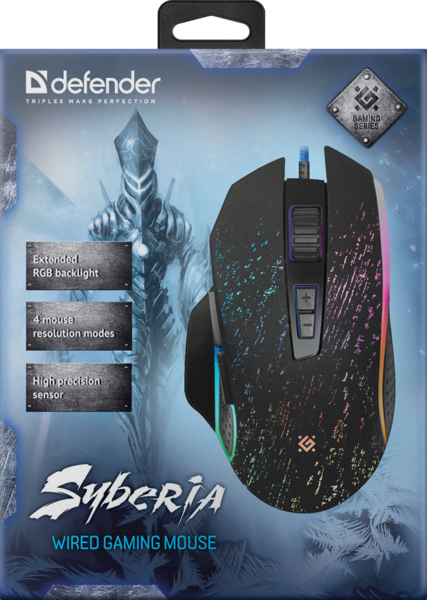 defender
TRIFLES MAKE PERFECTION
GAMING
SERIES
Extended
RGB backlight
4 mouse
resolution modes
High precision
sensor
+
−
Syberia
WIRED GAMING MOUSE